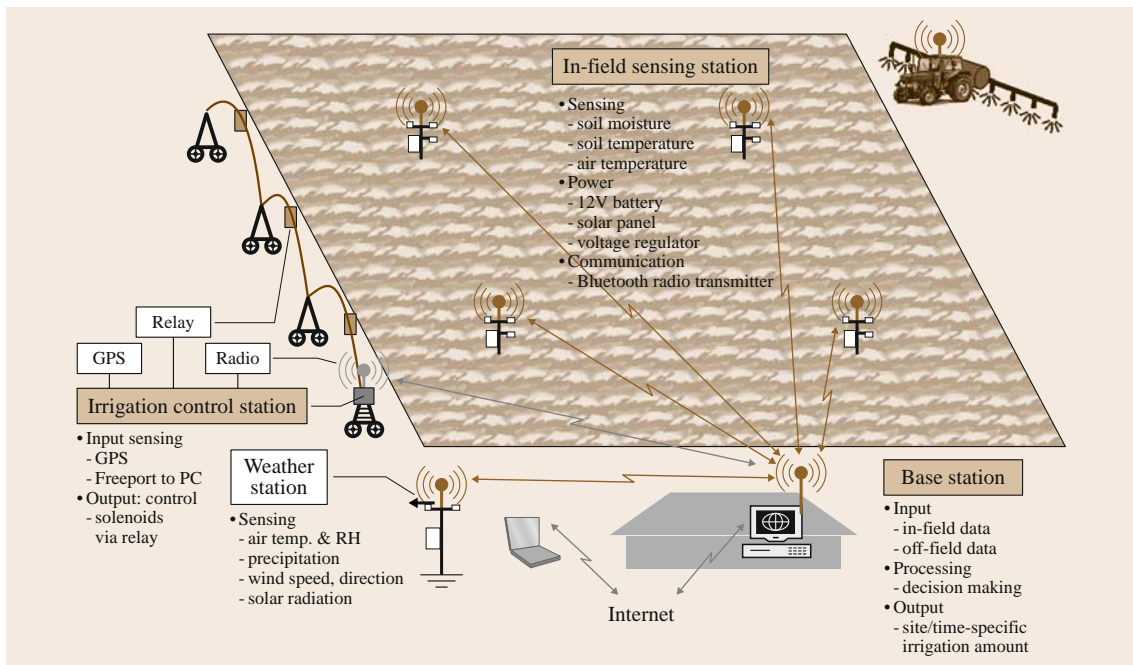 In-field sensing station
• Sensing
- soil moisture
- soil temperature
- air temperature
• Power
- 12V battery
- solar panel
- voltage regulator
• Communication
- Bluetooth radio transmitter
Relay
GPS
Radio
Irrigation control station
• Input sensing
- GPS
- Freeport to PC
• Output: control
- solenoids
via relay
Weather
station
• Sensing
- air temp. & RH
- precipitation
- wind speed, direction
- solar radiation
Internet
Base station
• Input
- in-field data
- off-field data
• Processing
- decision making
• Output
- site/time-specific
irrigation amount